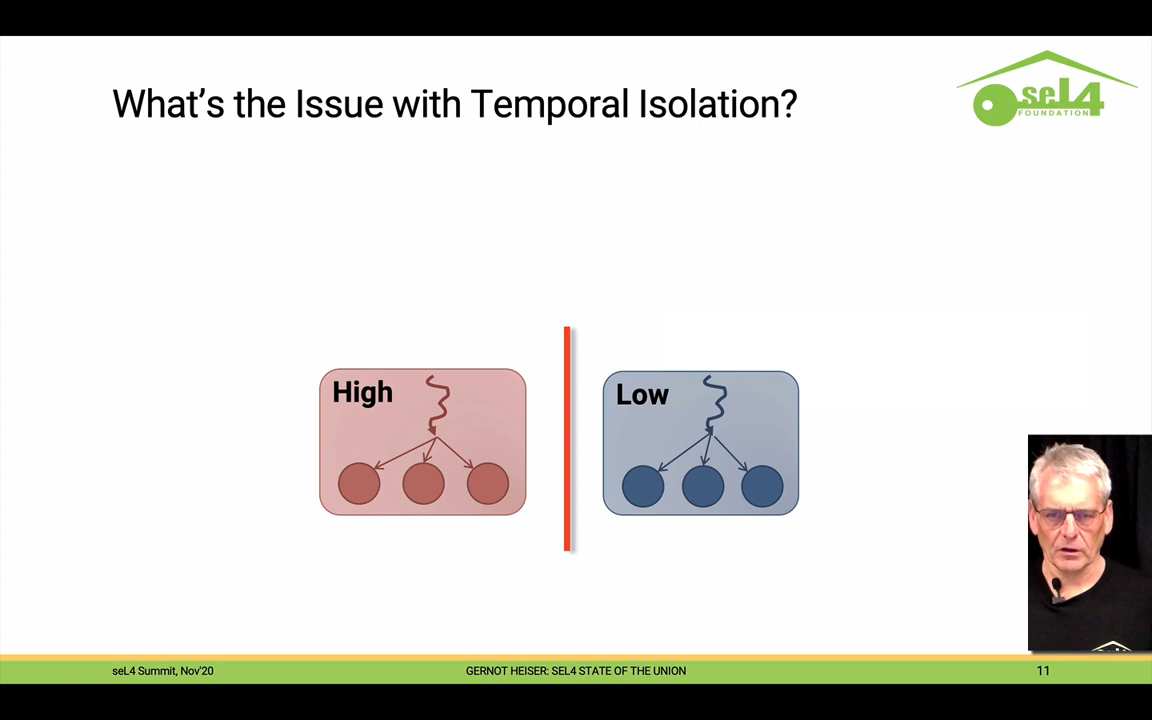 What's the Issue with Temporal Isolation?
seL4
FOUNDATION
High
Low
seL4 Summit, Nov'20
GERNOT HEISER: SEL4 STATE OF THE UNION
11